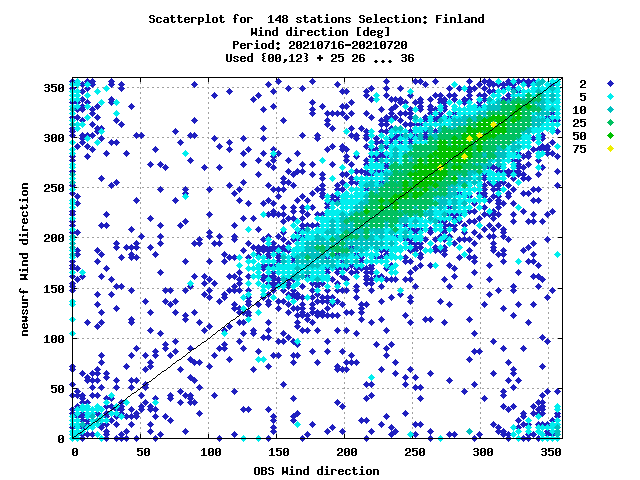 Scatterplot for  148 stations Selection: Finland
Wind direction [deg]
Period: 20210716-20210720
Used {00,12} + 25 26 ... 36
350
300
250
200
150
100
50
0
newsurf Wind direction
0 50 100 150 200 250 300 350
OBS Wind direction
2
5
10
25
50
75